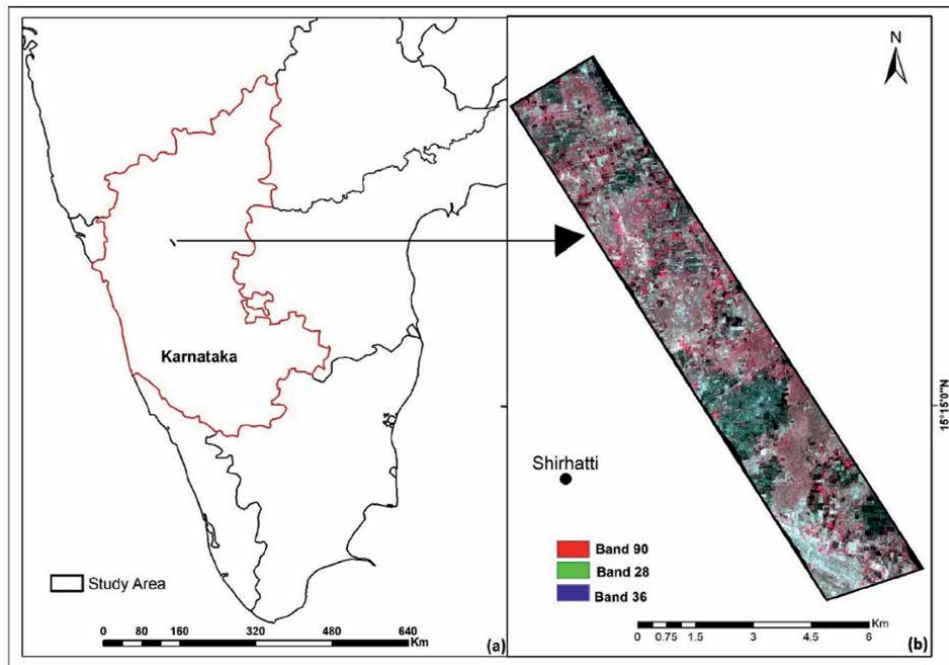 Karnataka
Study Area
0 80 160 320 480 640
Km
(a)
N
15°15'0"N
Shirhatti
Band 90
Band 28
Band 36
0 0.75 1.5 3 4.5 6
Km
(b)